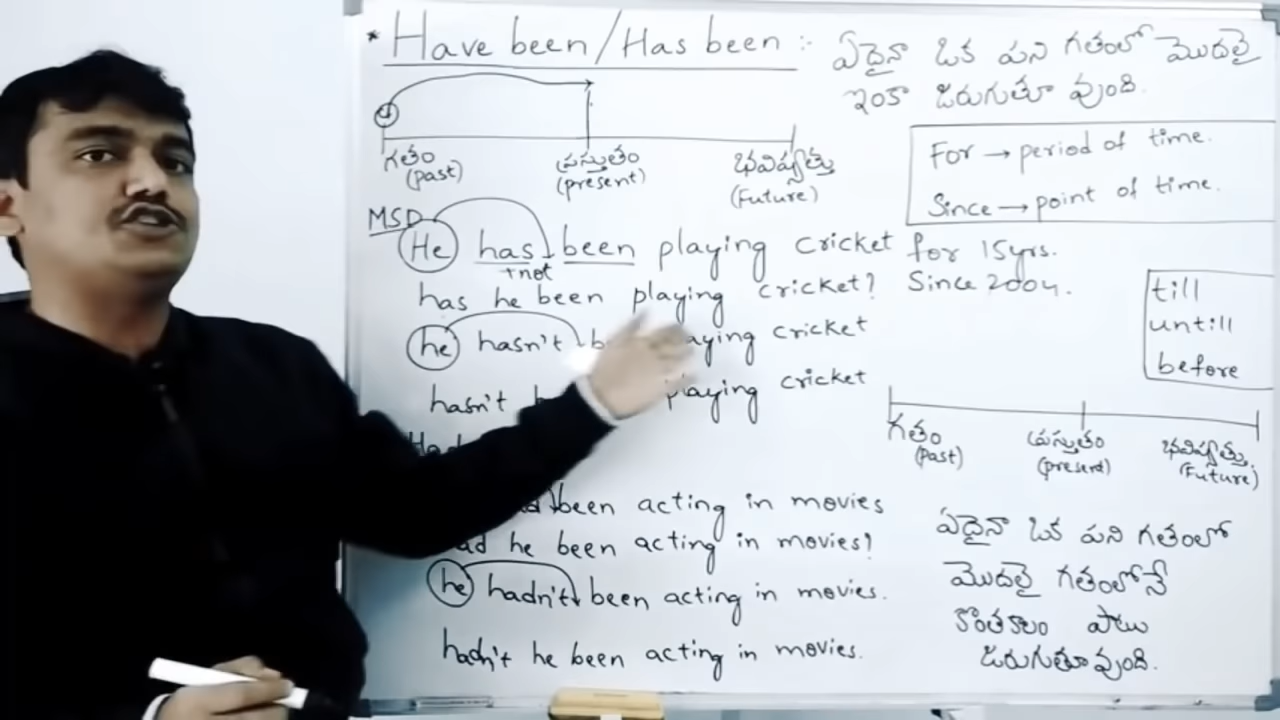 * Have been / Has been :- ఏదైనా ఒక పని గతంలో మొదలై
ఇంకా జరుగుతూ వుంది.
గతం ప్రస్తుతం భవిష్యత్తు
(past) (present) (Future)
For → period of time.
Since → point of time.
MSD
He has been playing cricket for 15yrs.
+not
has he been playing cricket? Since 2004.
he hasn't playing cricket
hasn't playing cricket
till
until
before
గతం ప్రస్తుతం భవిష్యత్తు
(past) (present) (Future)
been acting in movies
he been acting in movies?
he hadn't been acting in movies.
hadn't he been acting in movies.
ఏదైనా ఒక పని గతంలో
మొదలై గతంలోనే
కొంతకాలం పాటు
జరుగుతూ వుంది.